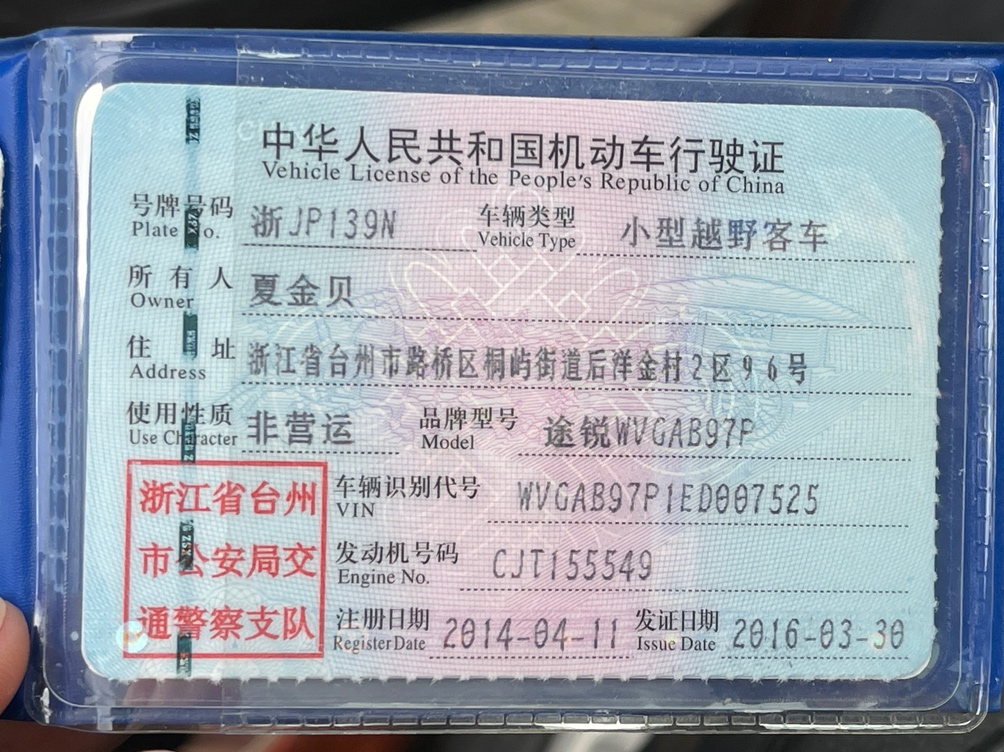 中华人民共和国机动车行驶证
Vehicle License of the People's Republic of China
号牌号码 浙JP139N 车辆类型 小型越野客车
Plate No. Vehicle Type
所有人 夏金贝
Owner
住址 浙江省台州市路桥区桐屿街道后洋金村2区96号
Address
使用性质 非营运 品牌型号 途锐WVGAB97P
Use Character Model
浙江省台州
市公安局交
通警察支队
车辆识别代号 WVGAB97P1ED007525
VIN
发动机号码 CJT155549
Engine No.
注册日期 2014-04-11 发证日期 2016-03-30
Register Date Issue Date